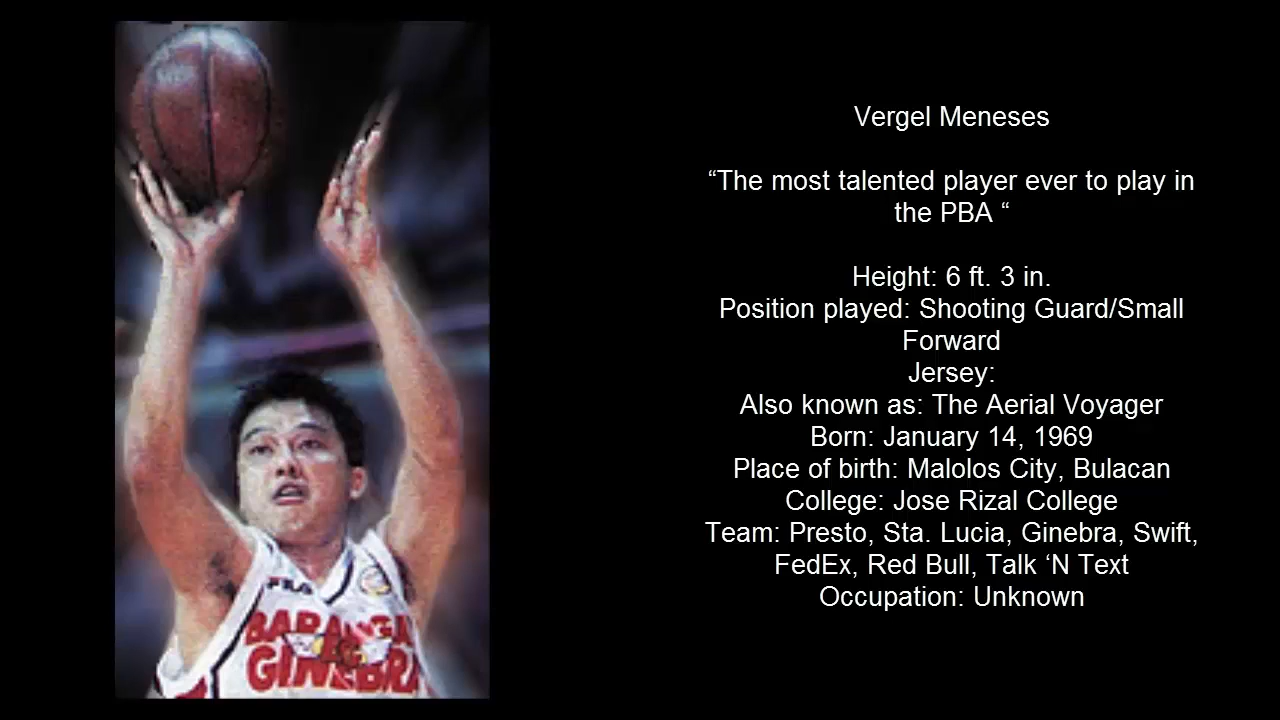 Vergel Meneses
“The most talented player ever to play in
the PBA “
Height: 6 ft. 3 in.
Position played: Shooting Guard/Small
Forward
Jersey:
Also known as: The Aerial Voyager
Born: January 14, 1969
Place of birth: Malolos City, Bulacan
College: Jose Rizal College
Team: Presto, Sta. Lucia, Ginebra, Swift,
FedEx, Red Bull, Talk ‘N Text
Occupation: Unknown
FILA
BARANGA
GINEBRA